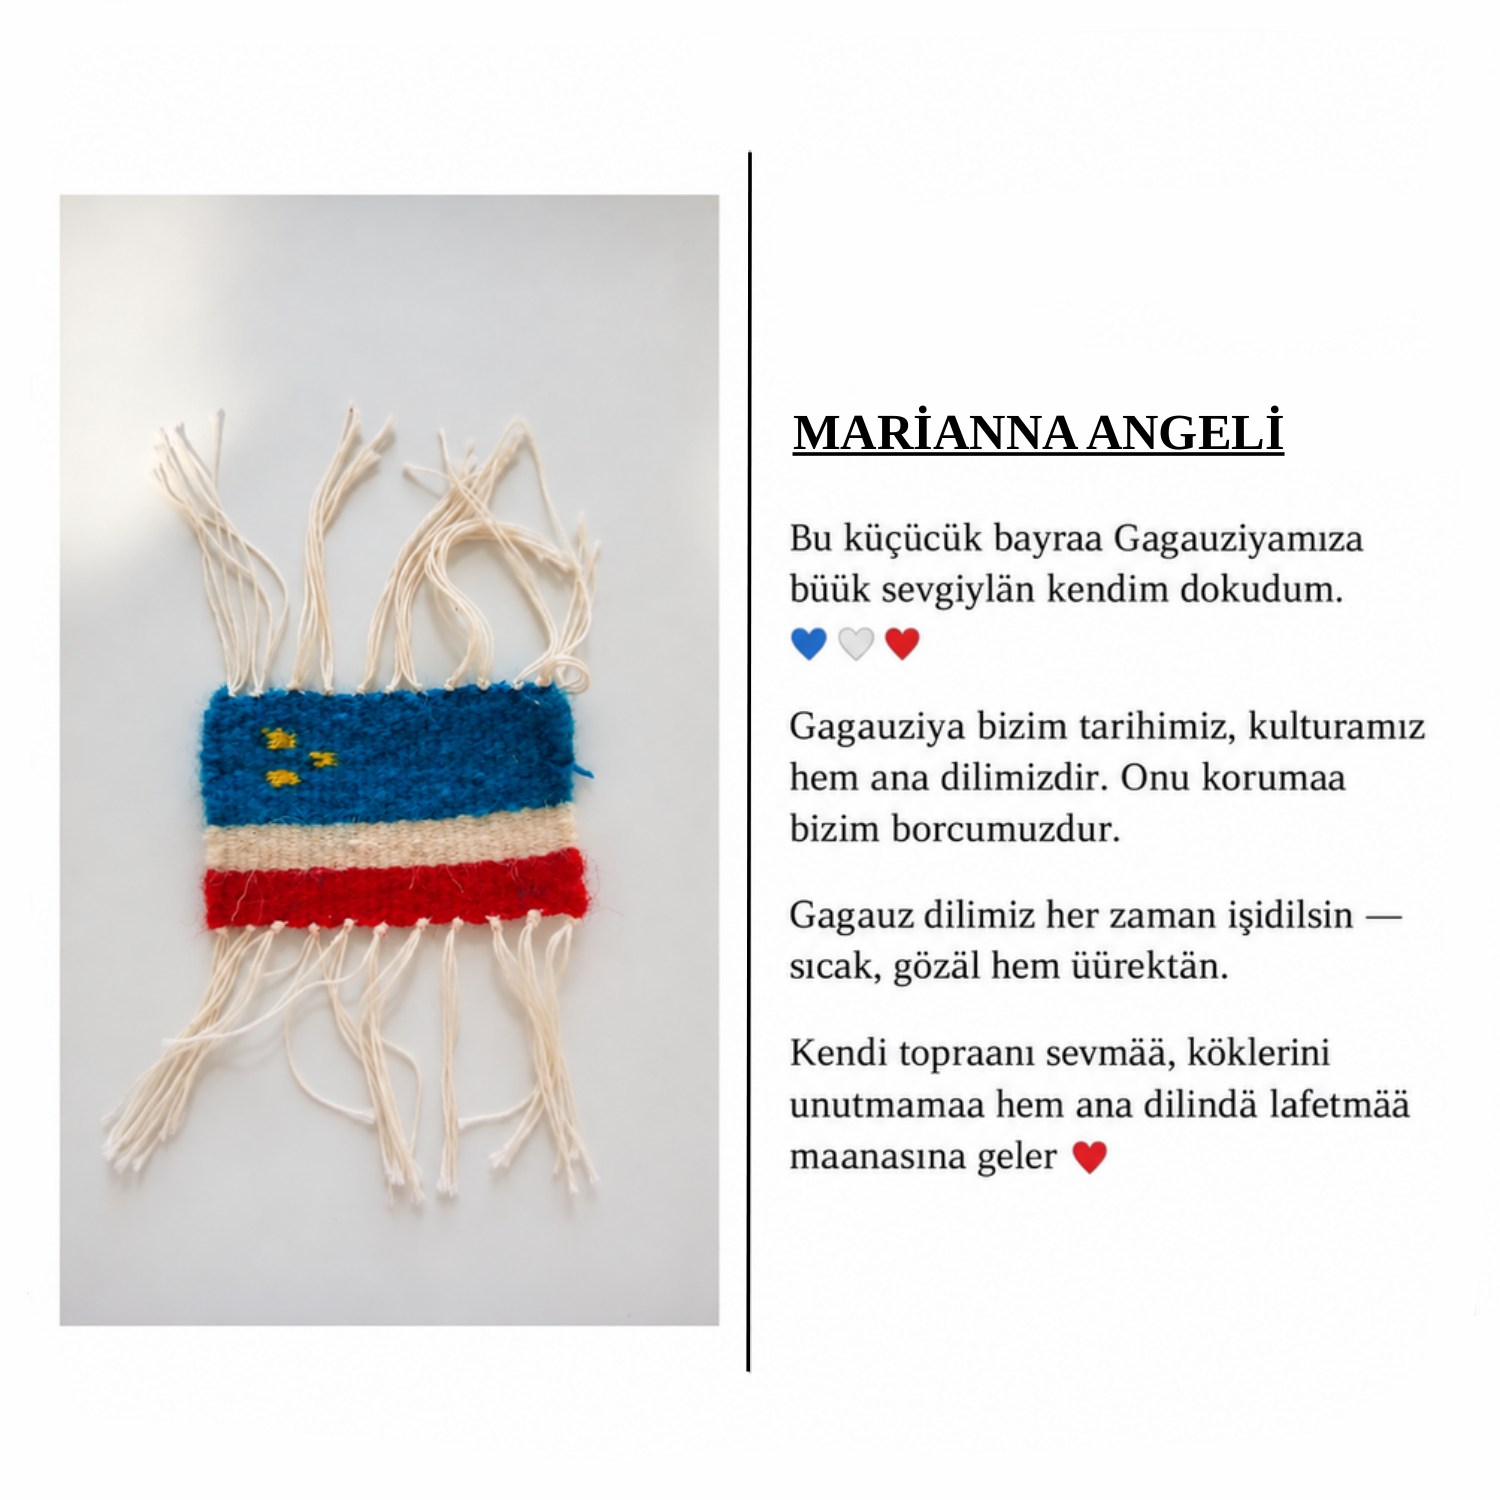 MARİANNA ANGELİ
Bu küçücük bayraa Gagauziyamıza
büük sevgiylän kendim dokudum.
💙🤍❤️
Gagauziya bizim tarihimiz, kulturamız
hem ana dilimizdir. Onu korumaa
bizim borcumuzdur.
Gagauz dilimiz her zaman işidilsin —
sıcak, gözäl hem üürektän.
Kendi topraanı sevmää, köklerini
unutmamaa hem ana dilindä lafetmää
maanasına geler ❤️